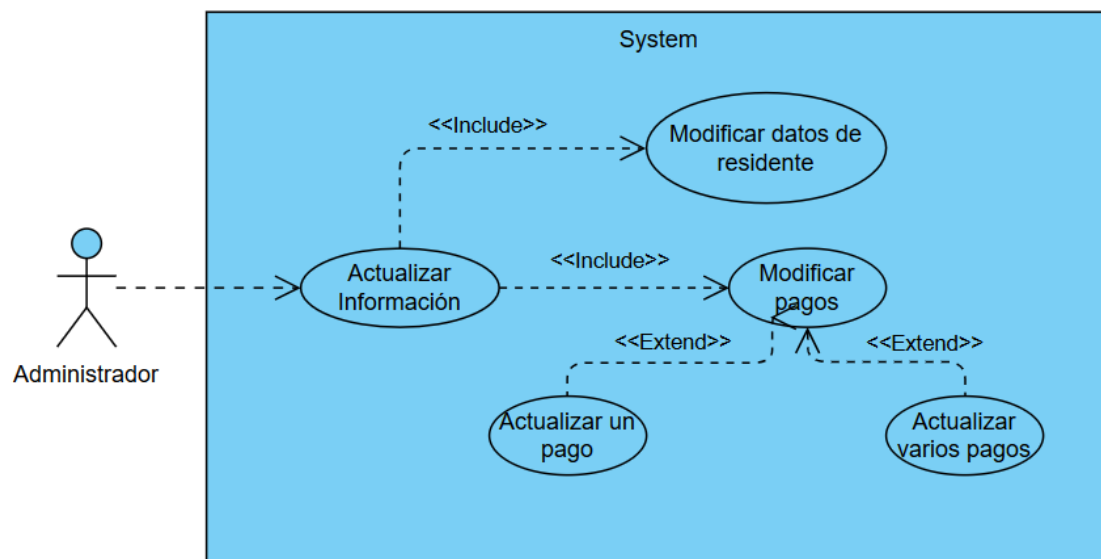 System
<<Include>>
Modificar datos de
residente
Actualizar
Información
<<Include>>
Modificar
pagos
<<Extend>>
<<Extend>>
Administrador
Actualizar un
pago
Actualizar
varios pagos